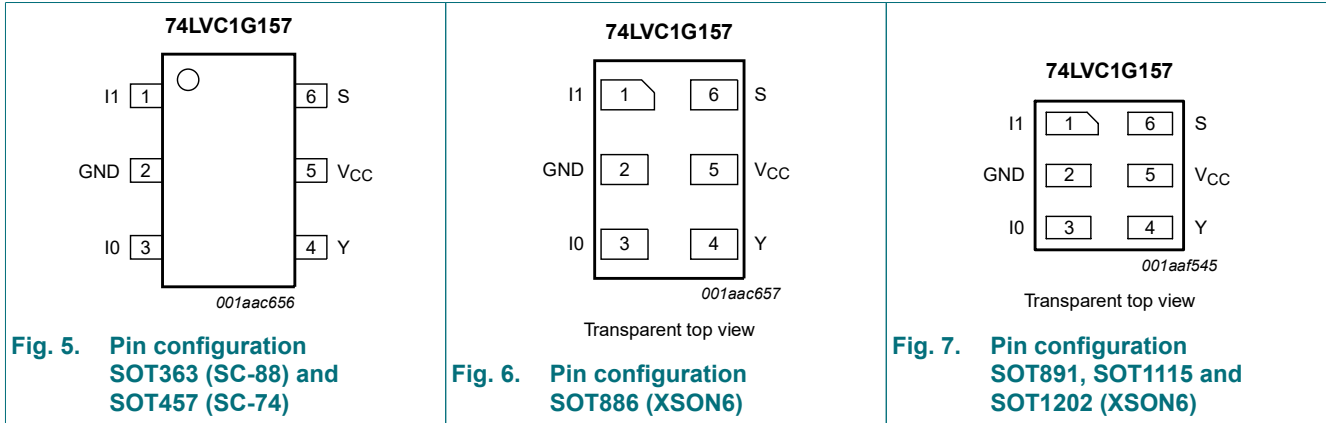 74LVC1G157
I1 1 6 S
GND 2 5 VCC
I0 3 4 Y
001aac656
Fig. 5. Pin configuration
SOT363 (SC-88) and
SOT457 (SC-74)
74LVC1G157
I1 1 6 S
GND 2 5 VCC
I0 3 4 Y
001aac657
Transparent top view
Fig. 6. Pin configuration
SOT886 (XSON6)
74LVC1G157
I1 1 6 S
GND 2 5 VCC
I0 3 4 Y
001aaf545
Transparent top view
Fig. 7. Pin configuration
SOT891, SOT1115 and
SOT1202 (XSON6)